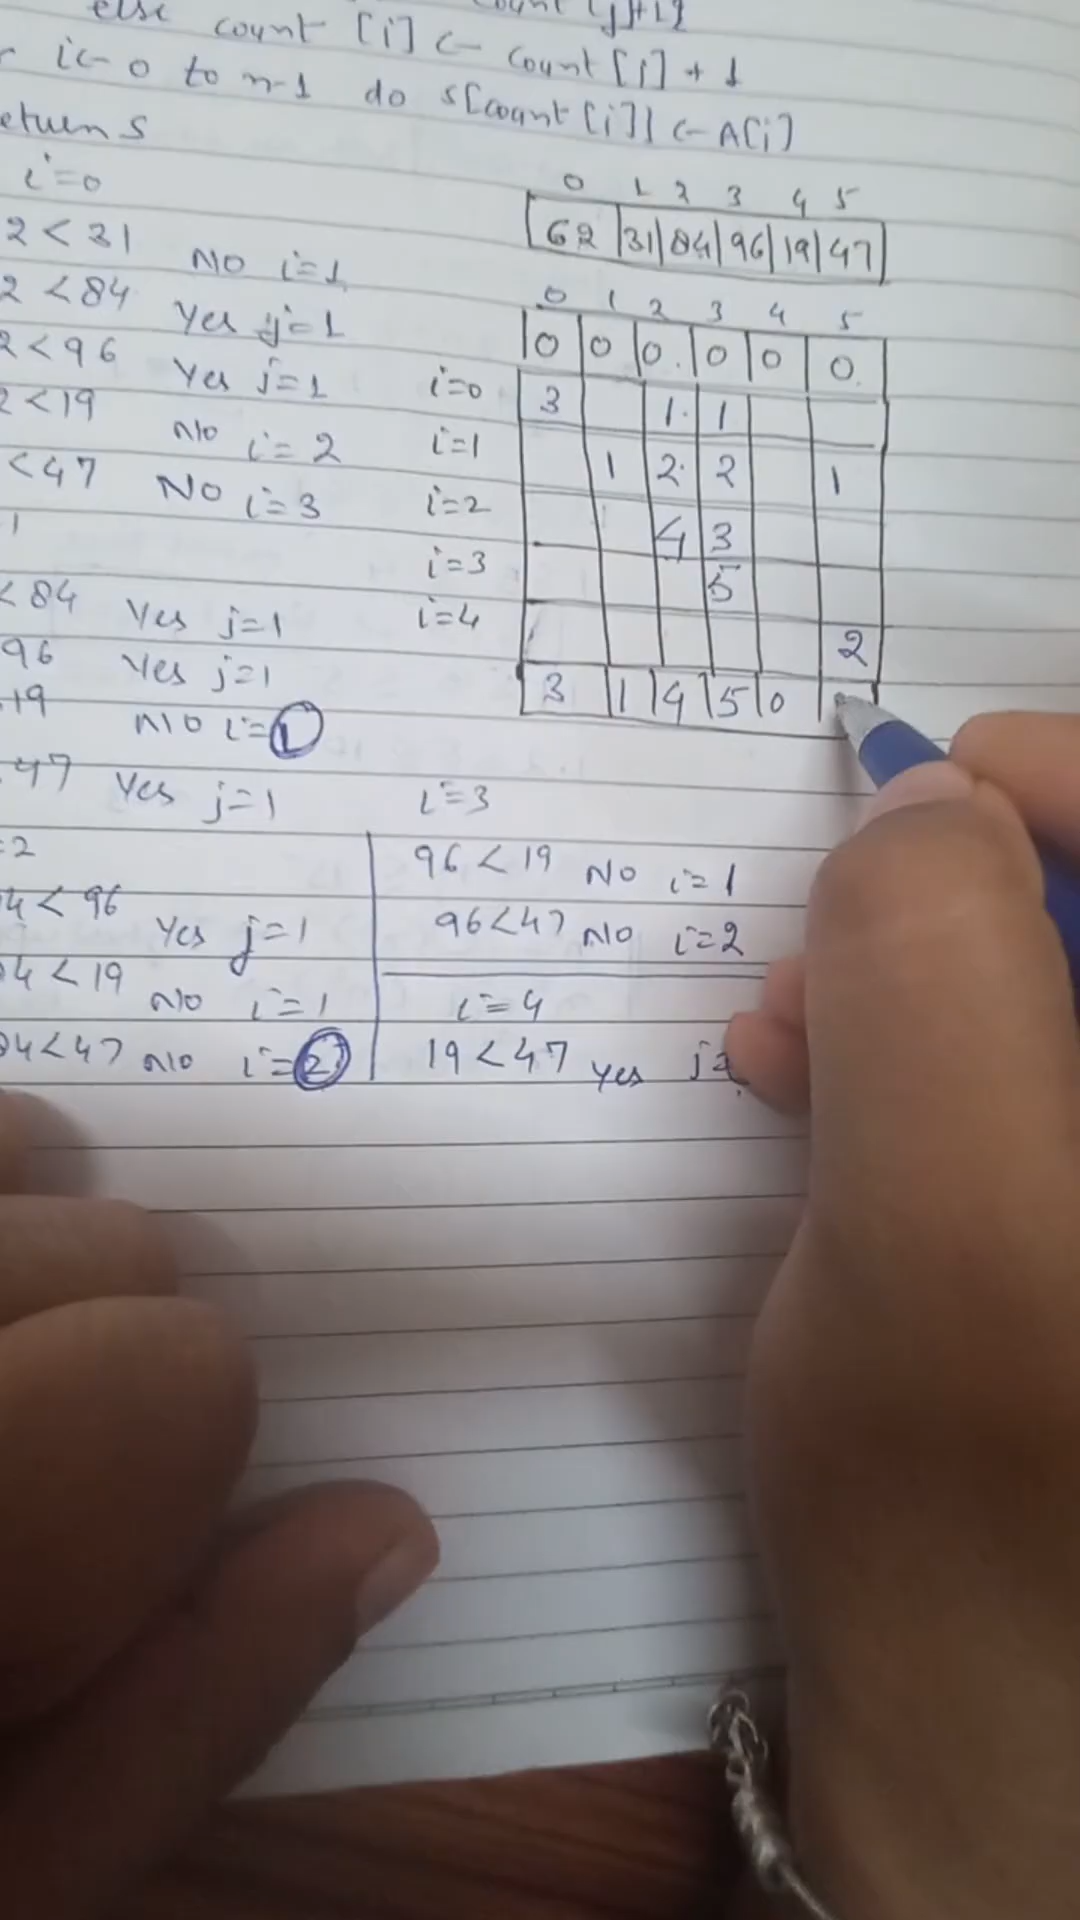 else count [i] <- count[i] + 1
i<-0 to n-1 do S[count[i]] <- A[i]
eturn S
i=0
0 1 2 3 4 5
62 | 31 | 84 | 96 | 19 | 47
2 < 31 No i=1
2 < 84 Yes j=1
2 < 96 Yes j=1
2 < 19 No i=2
< 47 No i=3
0 1 2 3 4 5
0 0 0. 0 0 0.
i=0 3 1. 1
i=1 1 2. 2 1
i=2 4 3
i=3 5
i=4 2
3 1 4 5 0
1
< 84 Yes j=1
96 Yes j=1
19 No i=1
47 Yes j=1
=2
4 < 96 Yes j=1
4 < 19 No i=1
84 < 47 No i=2
i=3
96 < 19 No i=1
96 < 47 No i=2
i=4
19 < 47 yes j=